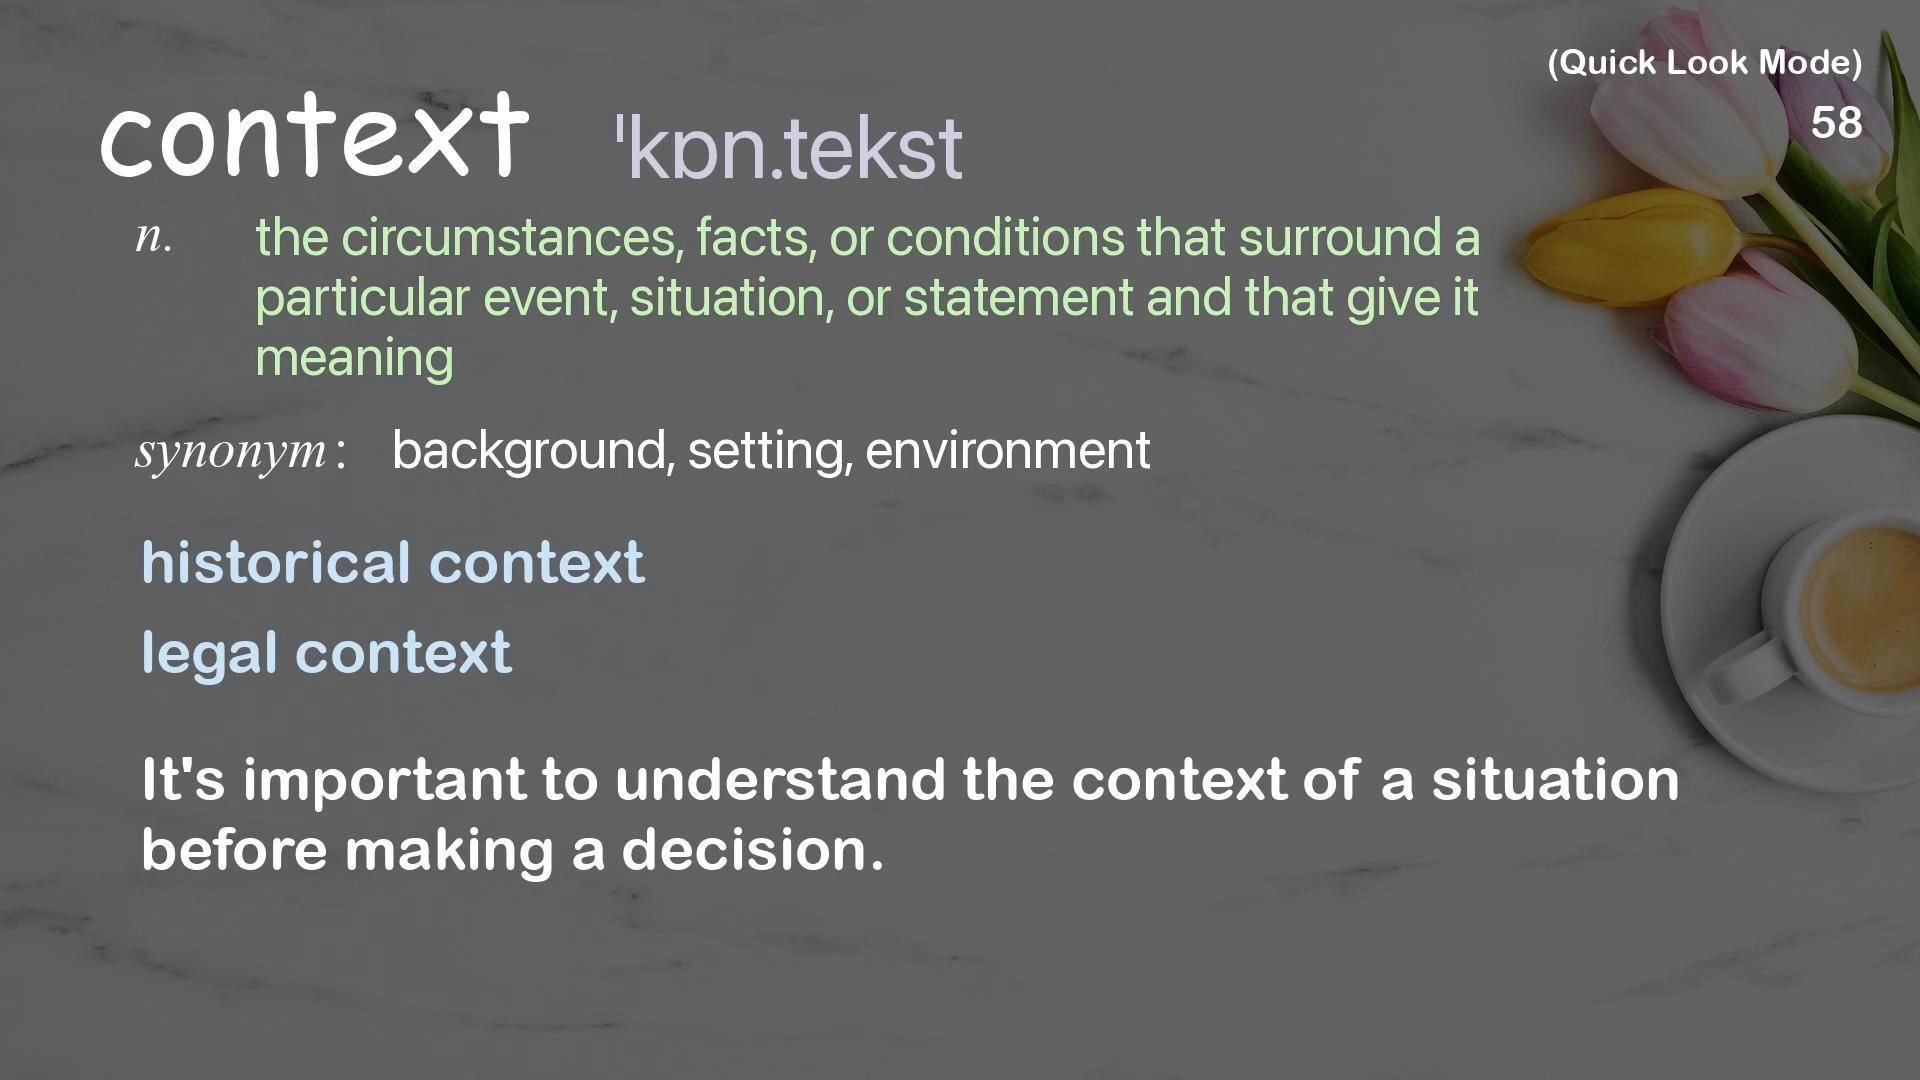 (Quick Look Mode)
58
context ˈkɒn.tekst
n. the circumstances, facts, or conditions that surround a
particular event, situation, or statement and that give it
meaning
synonym: background, setting, environment
historical context
legal context
It's important to understand the context of a situation
before making a decision.